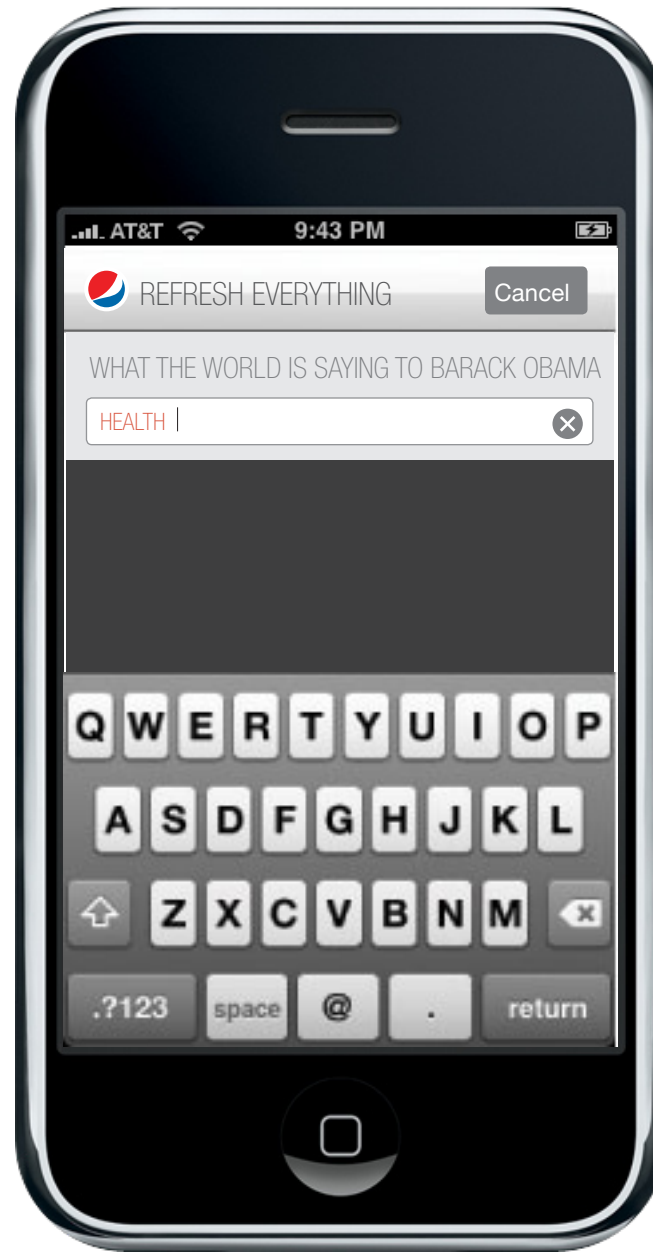 AT&T 9:43 PM
REFRESH EVERYTHING Cancel
WHAT THE WORLD IS SAYING TO BARACK OBAMA
HEALTH
Q W E R T Y U I O P
A S D F G H J K L
Z X C V B N M
.?123 space @ . return